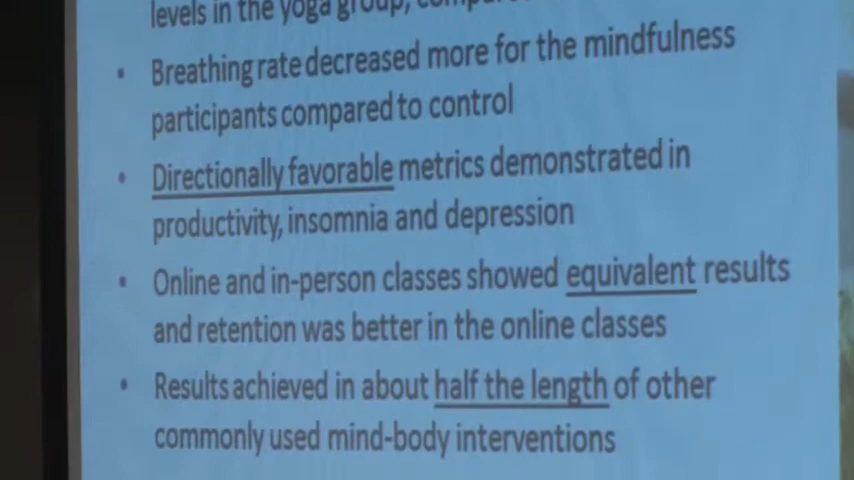 levels in the yoga group,
• Breathing rate decreased more for the mindfulness
participants compared to control
• Directionally favorable metrics demonstrated in
productivity, insomnia and depression
• Online and in-person classes showed equivalent results
and retention was better in the online classes
• Results achieved in about half the length of other
commonly used mind-body interventions